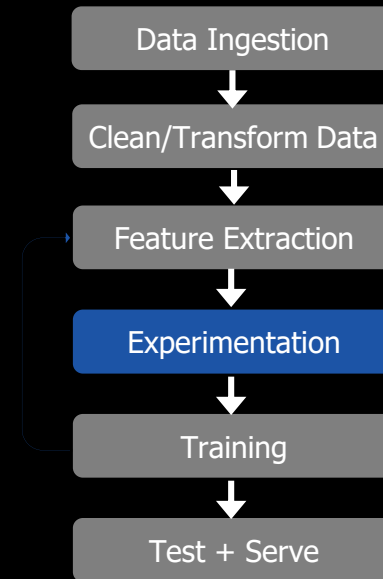 Data Ingestion
Clean/Transform Data
Feature Extraction
Experimentation
Training
Test + Serve